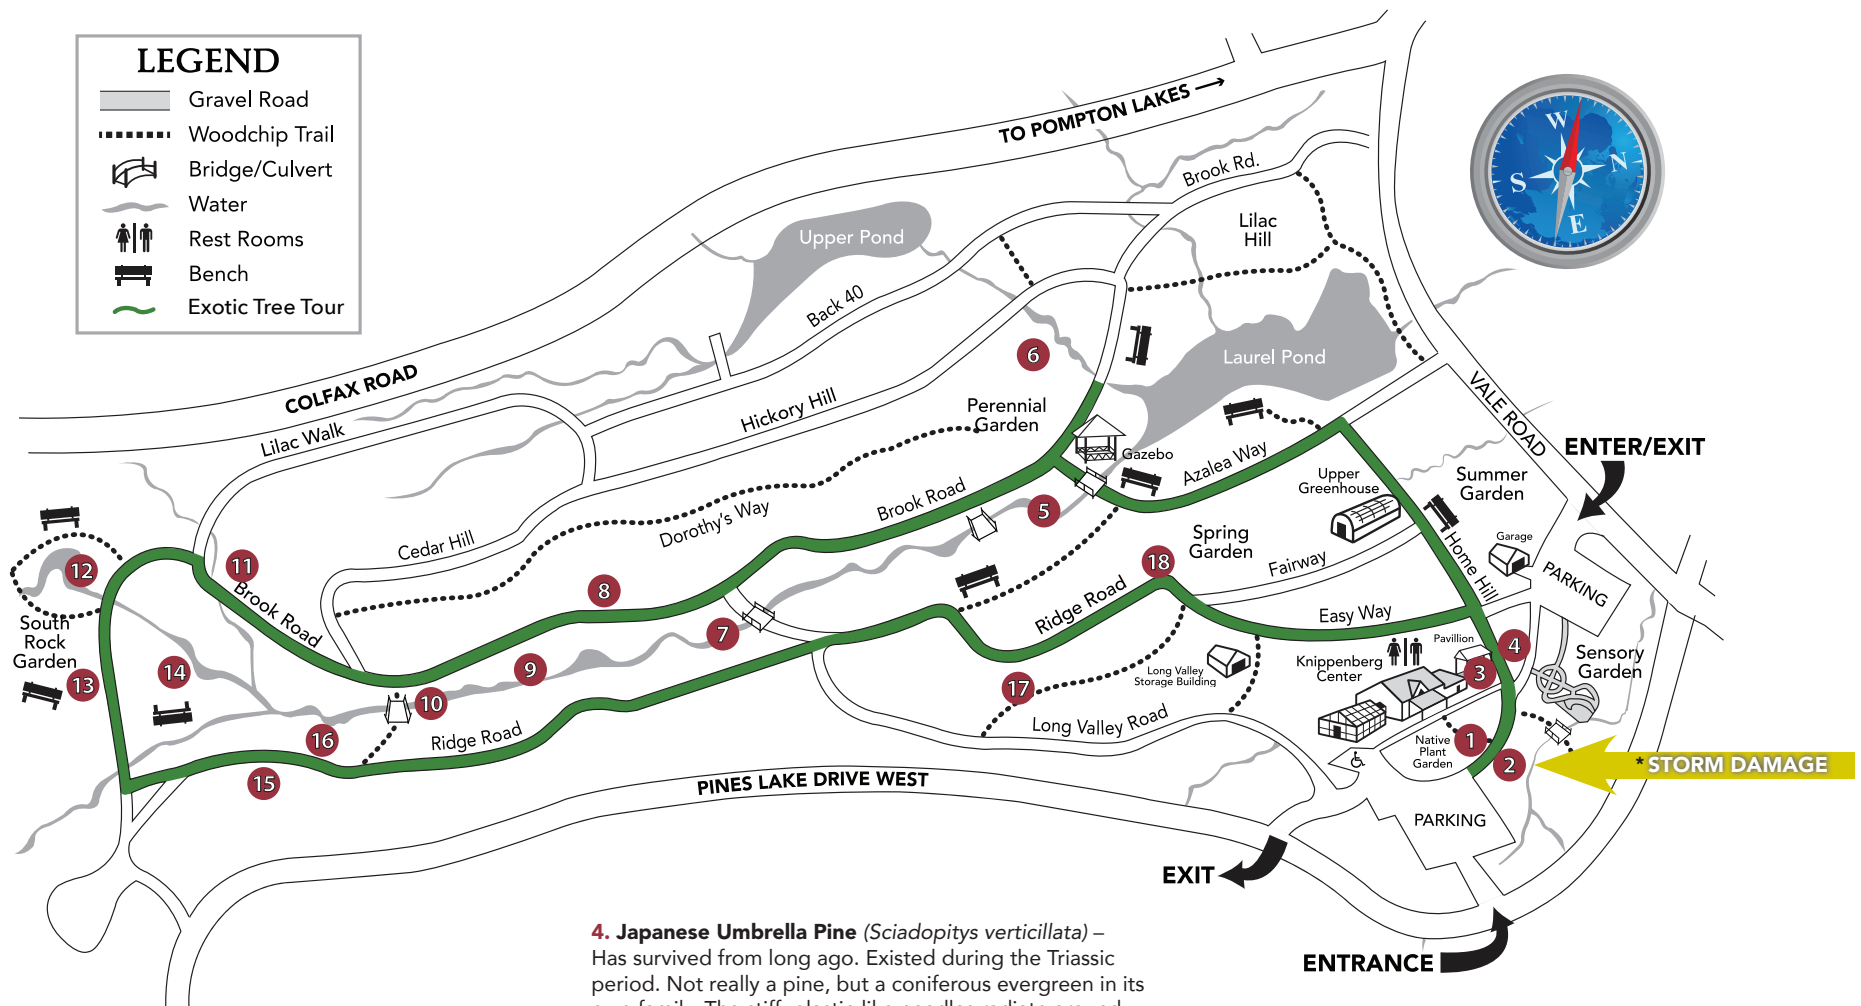 LEGEND
Gravel Road
Woodchip Trail
Bridge/Culvert
Water
Rest Rooms
Bench
Exotic Tree Tour
TO POMPTON LAKES
W
N
S
E
Brook Rd.
Lilac
Hill
Upper Pond
Back 40
Laurel Pond
COLFAX ROAD
6
VALE ROAD
Hickory Hill
Perennial
Garden
Lilac Walk
Gazebo
Azalea Way
ENTER/EXIT
Upper
Greenhouse
Summer
Garden
Brook Road
5
Dorothy's Way
Spring
Garden
Cedar Hill
Fairway
Home Hill
Garage
PARKING
12
11
18
8
Brook Road
Ridge Road
Easy Way
South
Rock
Garden
7
Pavillion
4
Sensory
Garden
14
9
Long Valley
Storage Building
Knippenberg
Center
3
13
10
17
Long Valley Road
16
Ridge Road
Native
Plant
Garden
1
2
* STORM DAMAGE
15
PINES LAKE DRIVE WEST
PARKING
EXIT
ENTRANCE
4. Japanese Umbrella Pine (Sciadopitys verticillata) –
Has survived from long ago. Existed during the Triassic
period. Not really a pine, but a coniferous evergreen in its